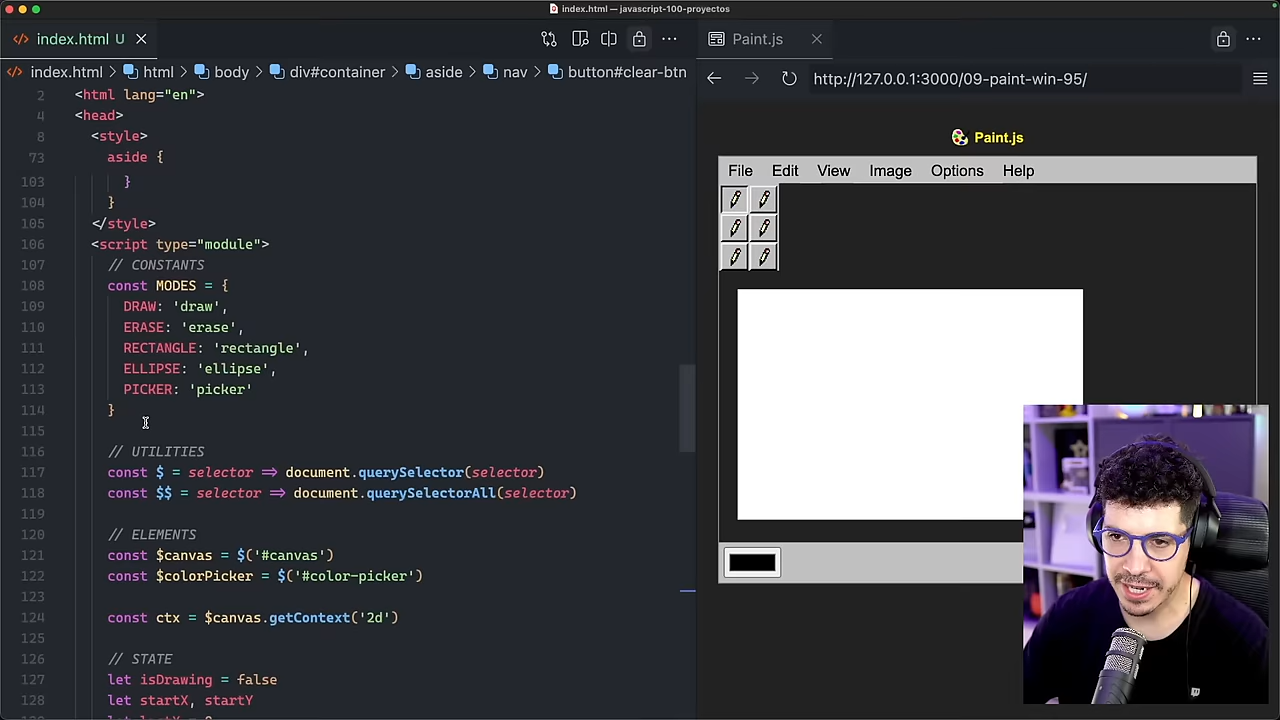 index.html — javascript-100-proyectos
index.html U
Paint.js
index.html > html > body > div#container > aside > nav > button#clear-btn
http://127.0.0.1:3000/09-paint-win-95/
2 <html lang="en">
4 <head>
8 <style>
73 aside {
103 }
104 }
105 </style>
106 <script type="module">
107 // CONSTANTS
108 const MODES = {
109 DRAW: 'draw',
110 ERASE: 'erase',
111 RECTANGLE: 'rectangle',
112 ELLIPSE: 'ellipse',
113 PICKER: 'picker'
114 }
115
116 // UTILITIES
117 const $ = selector => document.querySelector(selector)
118 const $$ = selector => document.querySelectorAll(selector)
119
120 // ELEMENTS
121 const $canvas = $('#canvas')
122 const $colorPicker = $('#color-picker')
123
124 const ctx = $canvas.getContext('2d')
125
126 // STATE
127 let isDrawing = false
128 let startX, startY
Paint.js
File Edit View Image Options Help